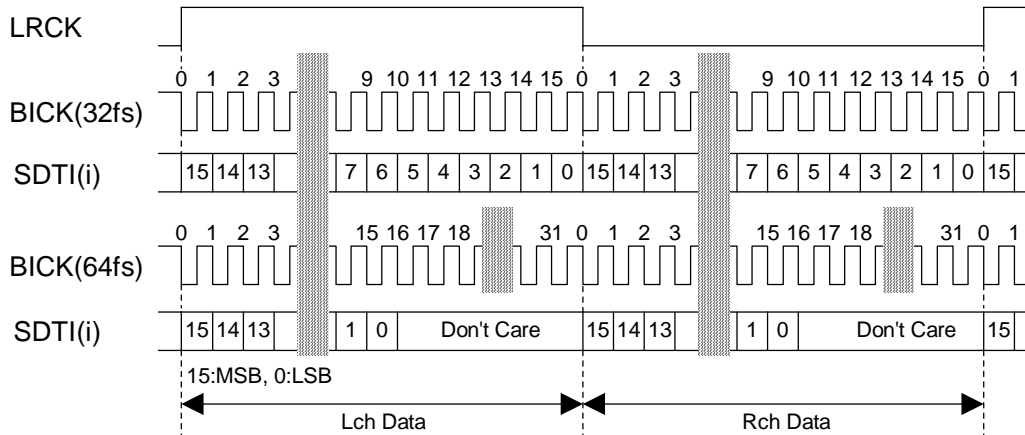 LRCK
0 1 2 3 9 10 11 12 13 14 15 0 1 2 3 9 10 11 12 13 14 15 0 1
BICK(32fs)
SDTI(i) 15 14 13 7 6 5 4 3 2 1 0 15 14 13 7 6 5 4 3 2 1 0 15
0 1 2 3 15 16 17 18 31 0 1 2 3 15 16 17 18 31 0 1
BICK(64fs)
SDTI(i) 15 14 13 1 0 Don't Care 15 14 13 1 0 Don't Care 15
15:MSB, 0:LSB
Lch Data Rch Data